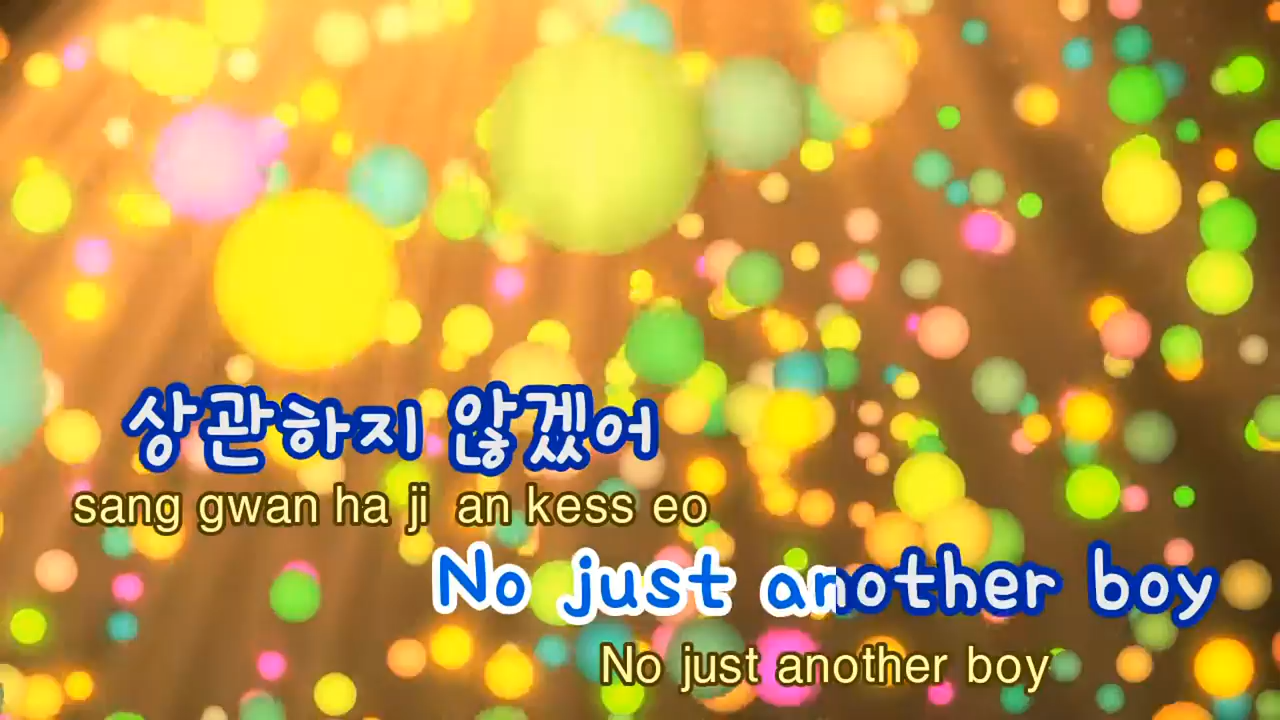 상관하지 않겠어
sang gwan ha ji an kess eo
No just another boy
No just another boy